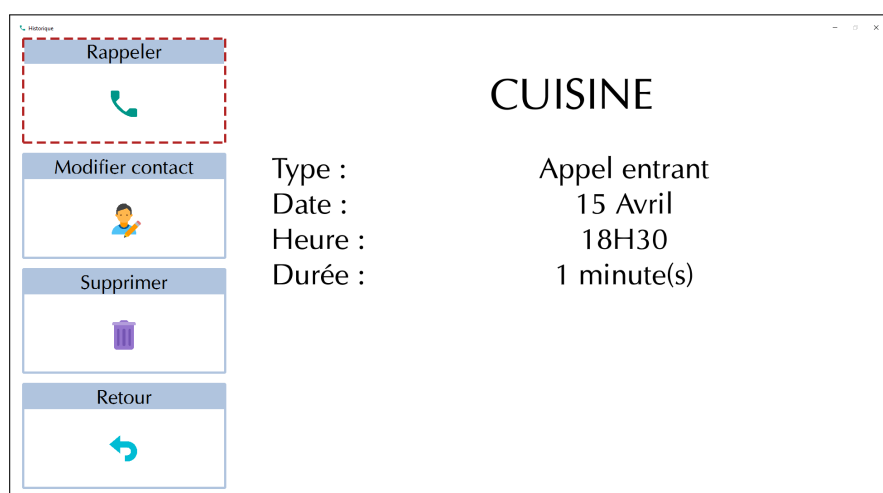 Historique
Rappeler
Modifier contact
Supprimer
Retour
CUISINE
Type : Appel entrant
Date : 15 Avril
Heure : 18H30
Durée : 1 minute(s)